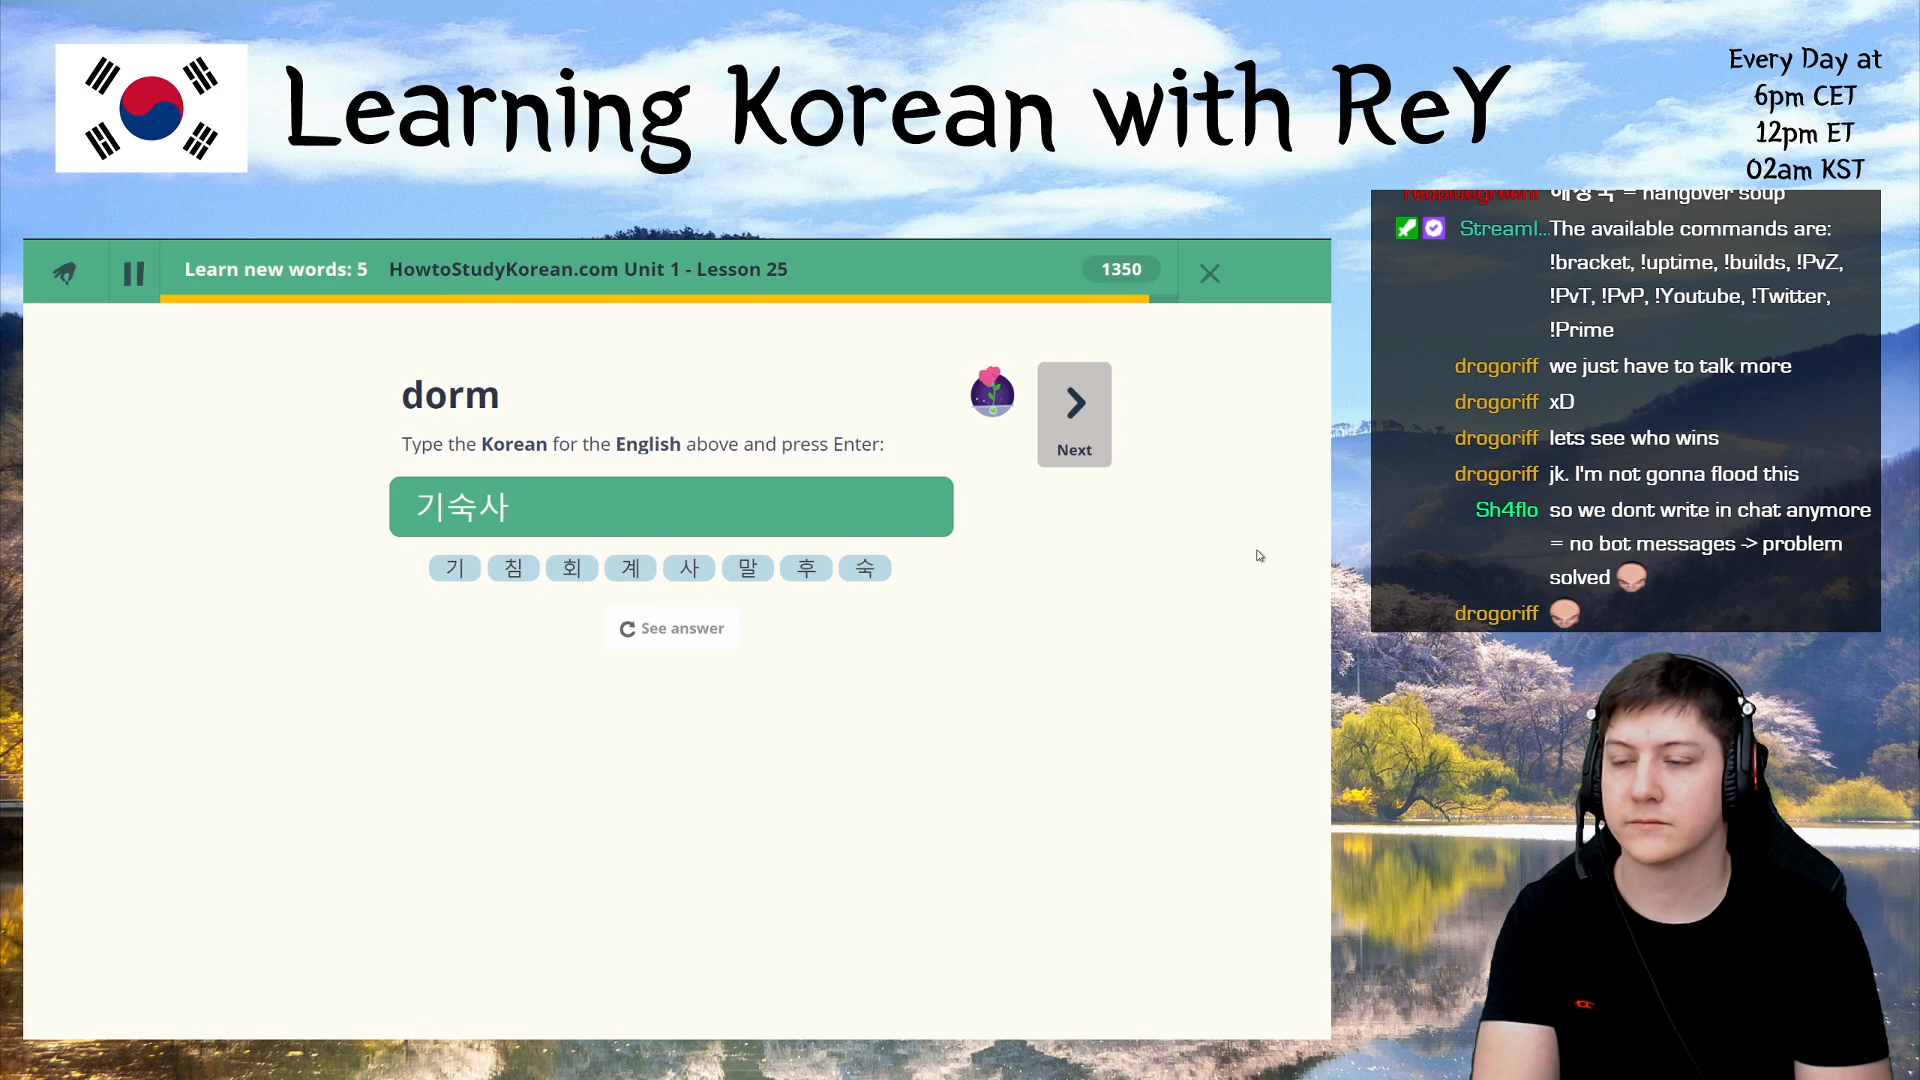 Learning Korean with ReY
Every Day at
6pm CET
12pm ET
02am KST
Learn new words: 5 HowtoStudyKorean.com Unit 1 - Lesson 25
1350
dorm
Type the Korean for the English above and press Enter:
기숙사
기 침 회 계 사 말 후 숙
See answer
Next
= hangover soup
Streaml... The available commands are:
!bracket, !uptime, !builds, !PvZ,
!PvT, !PvP, !Youtube, !Twitter,
!Prime
drogoriff we just have to talk more
drogoriff xD
drogoriff lets see who wins
drogoriff jk. I'm not gonna flood this
Sh4flo so we dont write in chat anymore
= no bot messages -> problem
solved
drogoriff